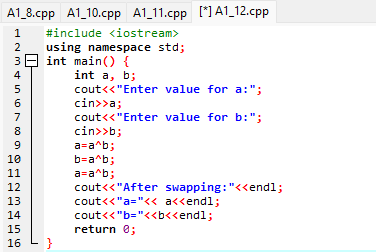 A1_8.cpp A1_10.cpp A1_11.cpp [*] A1_12.cpp
1 #include <iostream>
2 using namespace std;
3 int main() {
4 int a, b;
5 cout<<"Enter value for a:";
6 cin>>a;
7 cout<<"Enter value for b:";
8 cin>>b;
9 a=a^b;
10 b=a^b;
11 a=a^b;
12 cout<<"After swapping:"<<endl;
13 cout<<"a="<< a<<endl;
14 cout<<"b="<<b<<endl;
15 return 0;
16 }